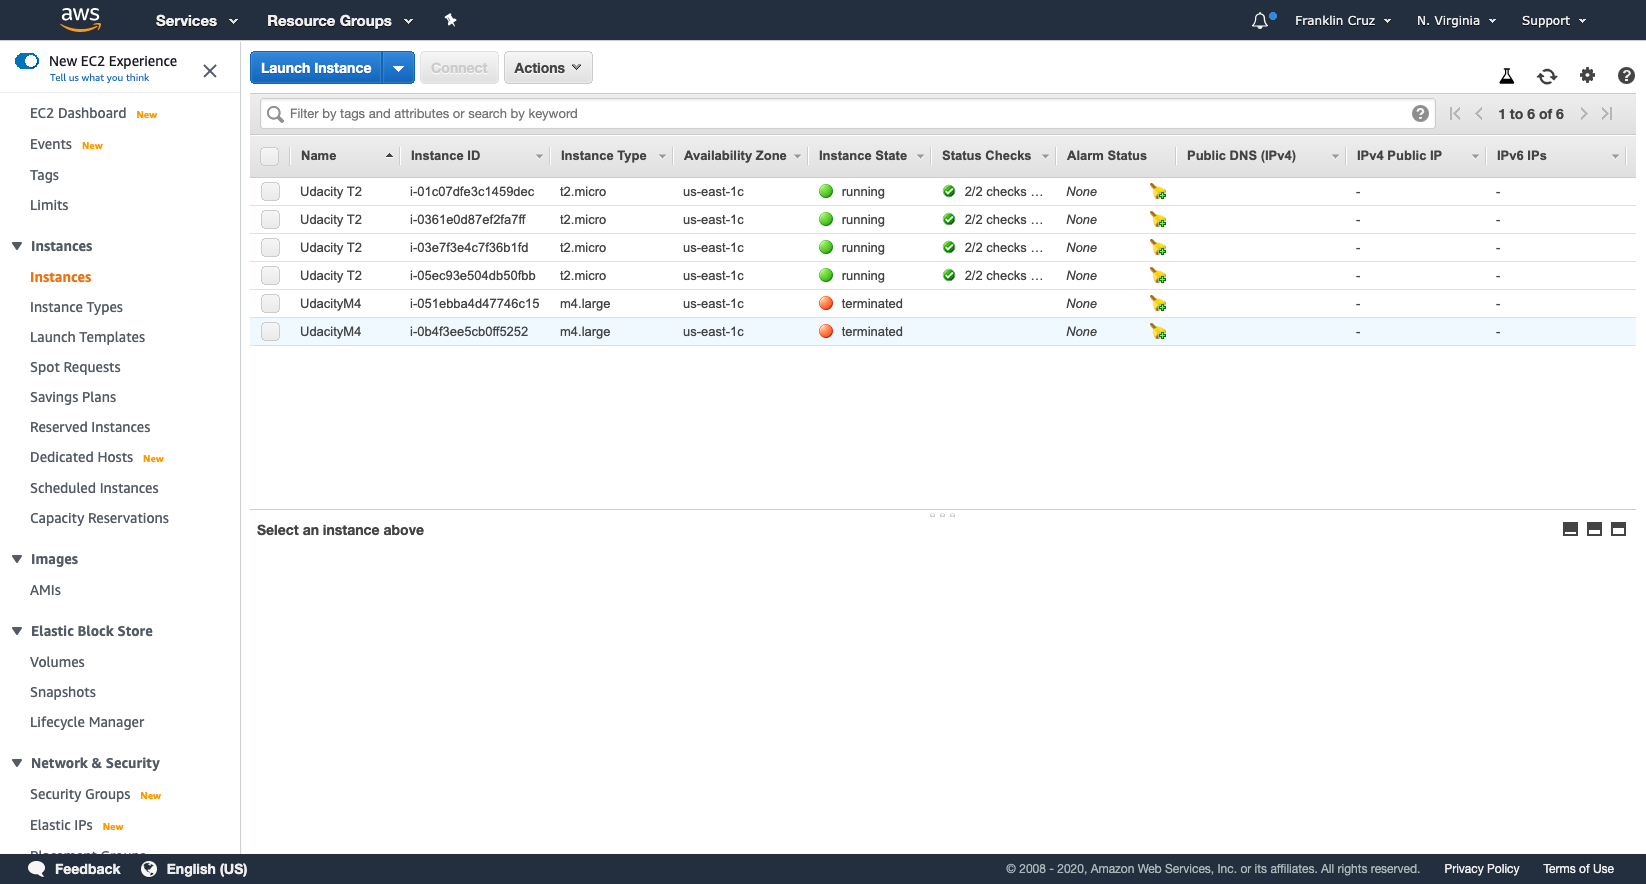 aws Services Resource Groups Franklin Cruz N. Virginia Support
New EC2 Experience
Tell us what you think
EC2 Dashboard New
Events New
Tags
Limits
Instances
Instances
Instance Types
Launch Templates
Spot Requests
Savings Plans
Reserved Instances
Dedicated Hosts New
Scheduled Instances
Capacity Reservations
Images
AMIs
Elastic Block Store
Volumes
Snapshots
Lifecycle Manager
Network & Security
Security Groups New
Elastic IPs New
Placement Groups
Launch Instance Connect Actions
Filter by tags and attributes or search by keyword 1 to 6 of 6
Name Instance ID Instance Type Availability Zone Instance State Status Checks Alarm Status Public DNS (IPv4) IPv4 Public IP IPv6 IPs
Udacity T2 i-01c07dfe3c1459dec t2.micro us-east-1c running 2/2 checks ... None - -
Udacity T2 i-0361e0d87ef2fa7ff t2.micro us-east-1c running 2/2 checks ... None - -
Udacity T2 i-03e7f3e4c7f36b1fd t2.micro us-east-1c running 2/2 checks ... None - -
Udacity T2 i-05ec93e504db50fbb t2.micro us-east-1c running 2/2 checks ... None - -
UdacityM4 i-051ebba4d47746c15 m4.large us-east-1c terminated None - -
UdacityM4 i-0b4f3ee5cb0ff5252 m4.large us-east-1c terminated None - -
Select an instance above
Feedback English (US) © 2008 - 2020, Amazon Web Services, Inc. or its affiliates. All rights reserved. Privacy Policy Terms of Use